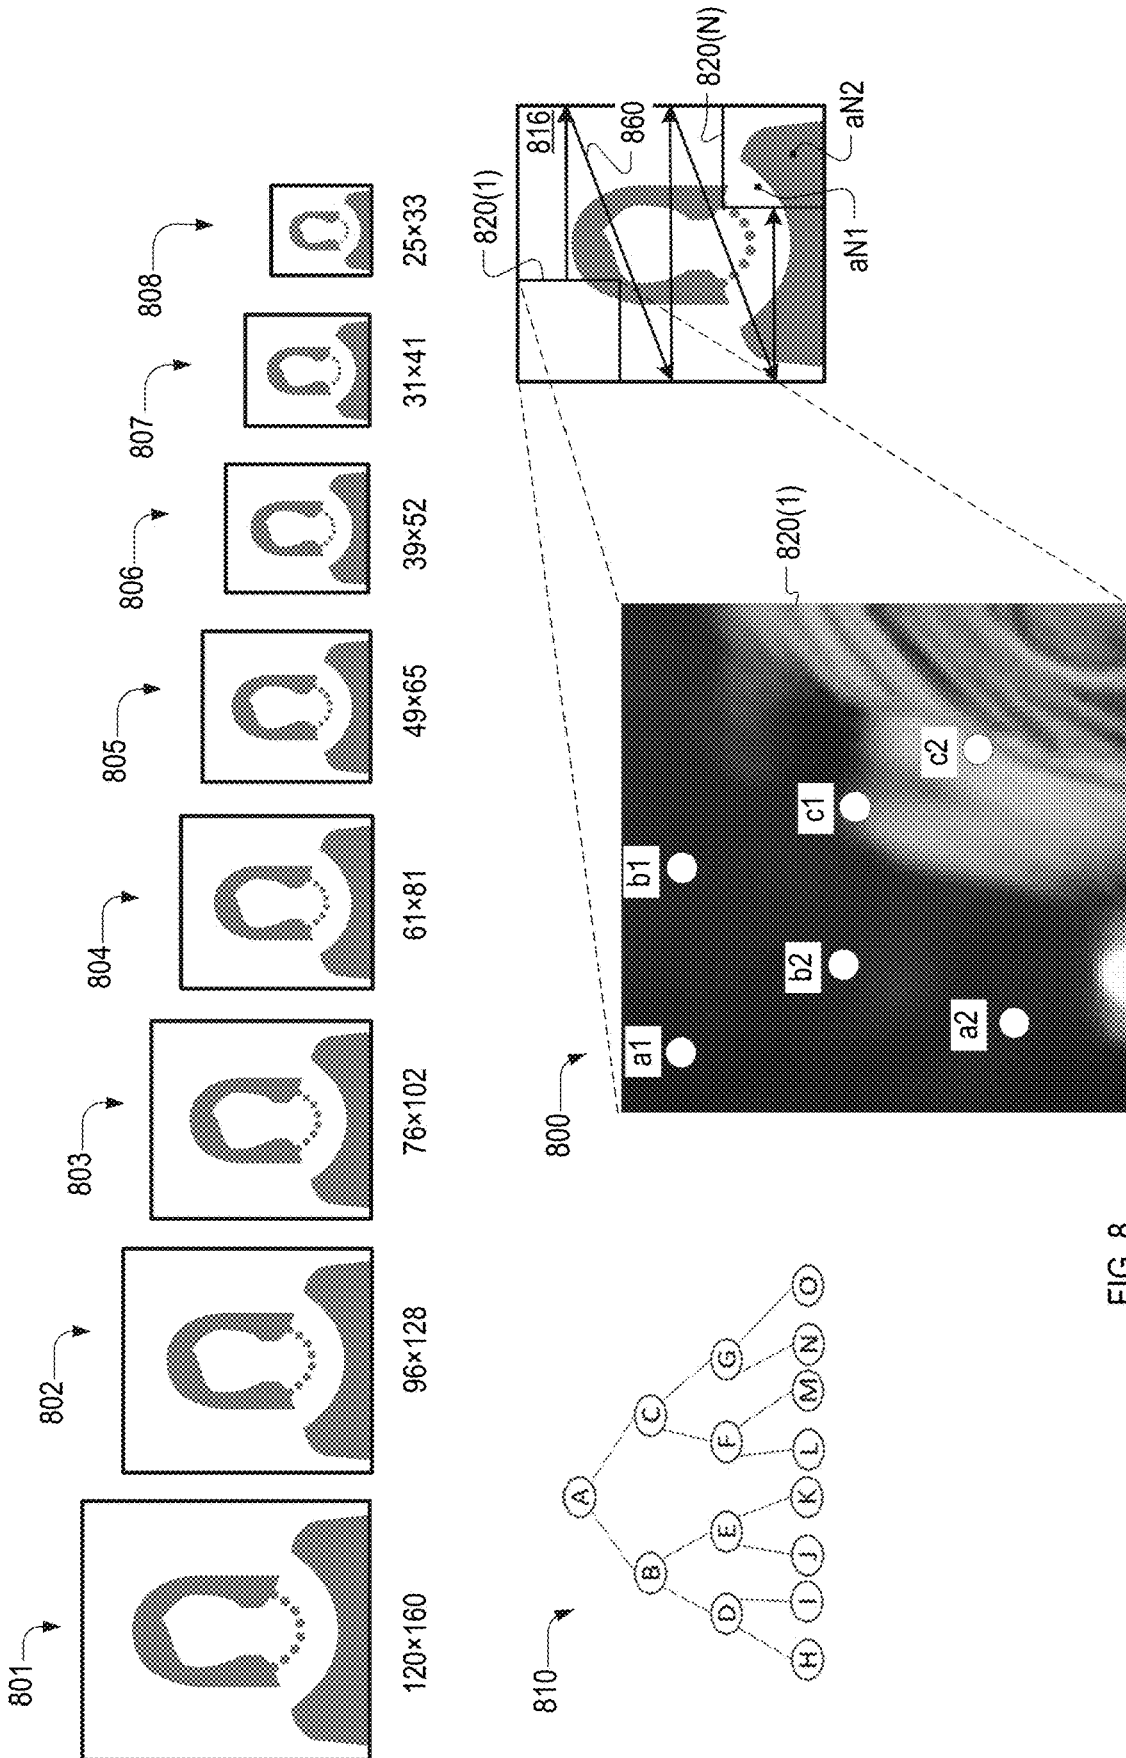 801
802
803
804
805
806
807
808
120×160
96×128
76×102
61×81
49×65
39×52
31×41
25×33
810
A
B
C
D
E
F
G
H
I
J
K
L
M
N
O
800
a1
b1
b2
a2
c1
c2
820(1)
820(1)
816
860
820(N)
aN1
aN2
FIG. 8